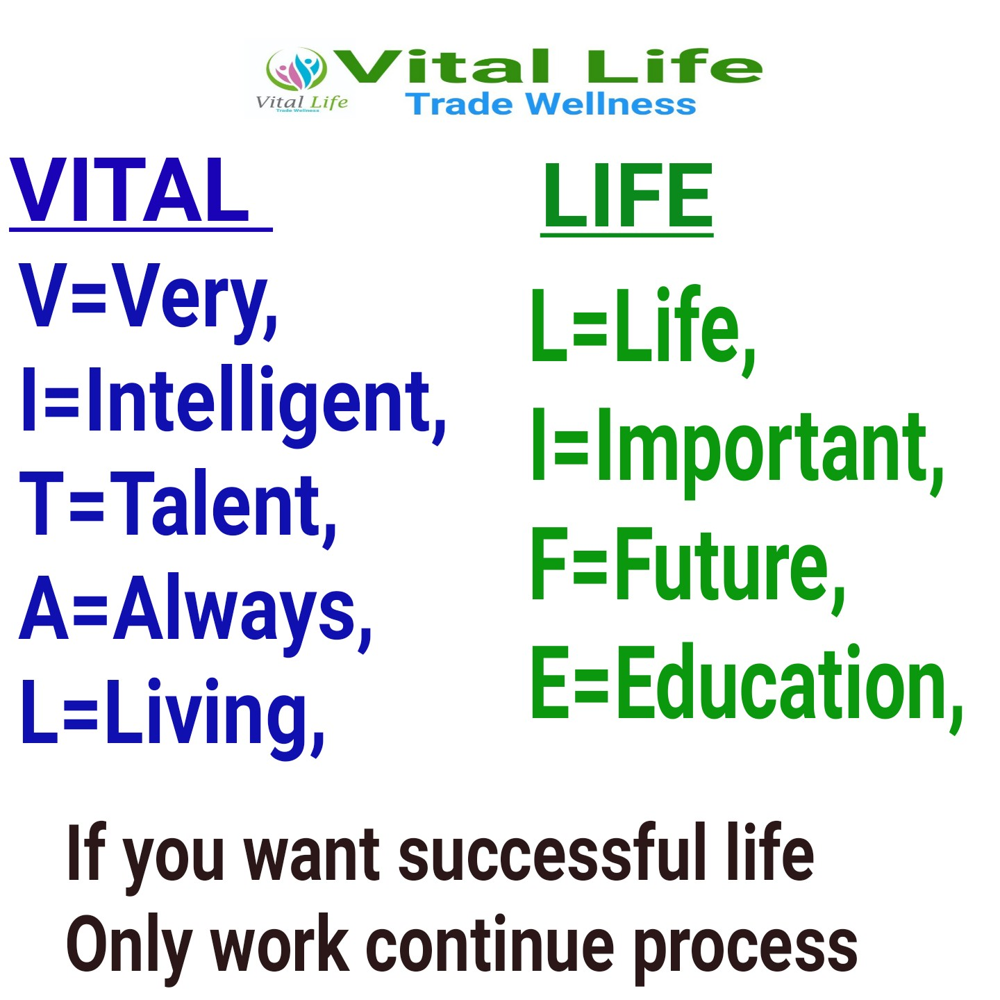 Vital Life
Trade Wellness
Vital Life
Trade Wellness
VITAL
V=Very,
I=Intelligent,
T=Talent,
A=Always,
L=Living,
LIFE
L=Life,
I=Important,
F=Future,
E=Education,
If you want successful life
Only work continue process